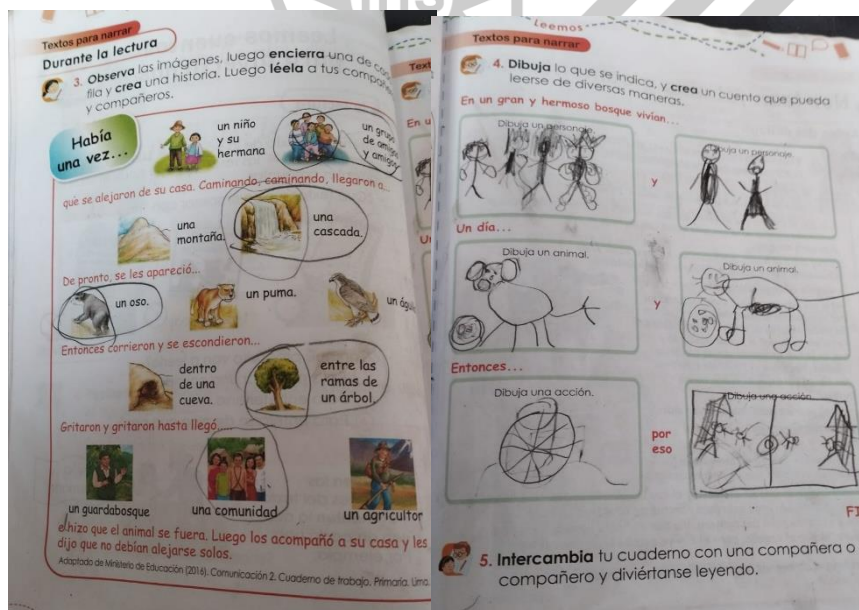 Textos para narrar
Durante la lectura
3. Observa las imágenes, luego encierra una de
fila y crea una historia. Luego léela a tus
y compañeros.
Había
una vez...
un niño
y su
hermana
un grupo
de amigas
y amigos
que se alejaron de su casa. Caminando, caminando, llegaron a...
una
montaña.
una
cascada.
De pronto, se les apareció...
un oso.
un puma.
un
Entonces corrieron y se escondieron...
dentro
de una
cueva.
entre las
ramas de
un árbol.
Gritaron y gritaron hasta llegó...
un guardabosque
una comunidad
un agricultor
e hizo que el animal se fuera. Luego los acompañó a su casa y les
dijo que no debían alejarse solos.
Adaptado de Ministerio de Educación (2016). Comunicación 2. Cuaderno de trabajo. Primaria. Lima.
Leemos
Textos para narrar
4. Dibuja lo que se indica, y crea un cuento que pueda
leerse de diversas maneras.
En un gran y hermoso bosque vivían...
Dibuja un personaje.
y
Dibuja un personaje.
Un día...
Dibuja un animal.
y
Dibuja un animal.
Entonces...
Dibuja una acción.
por
eso
Dibuja una acción.
5. Intercambia tu cuaderno con una compañera o
compañero y diviértanse leyendo.